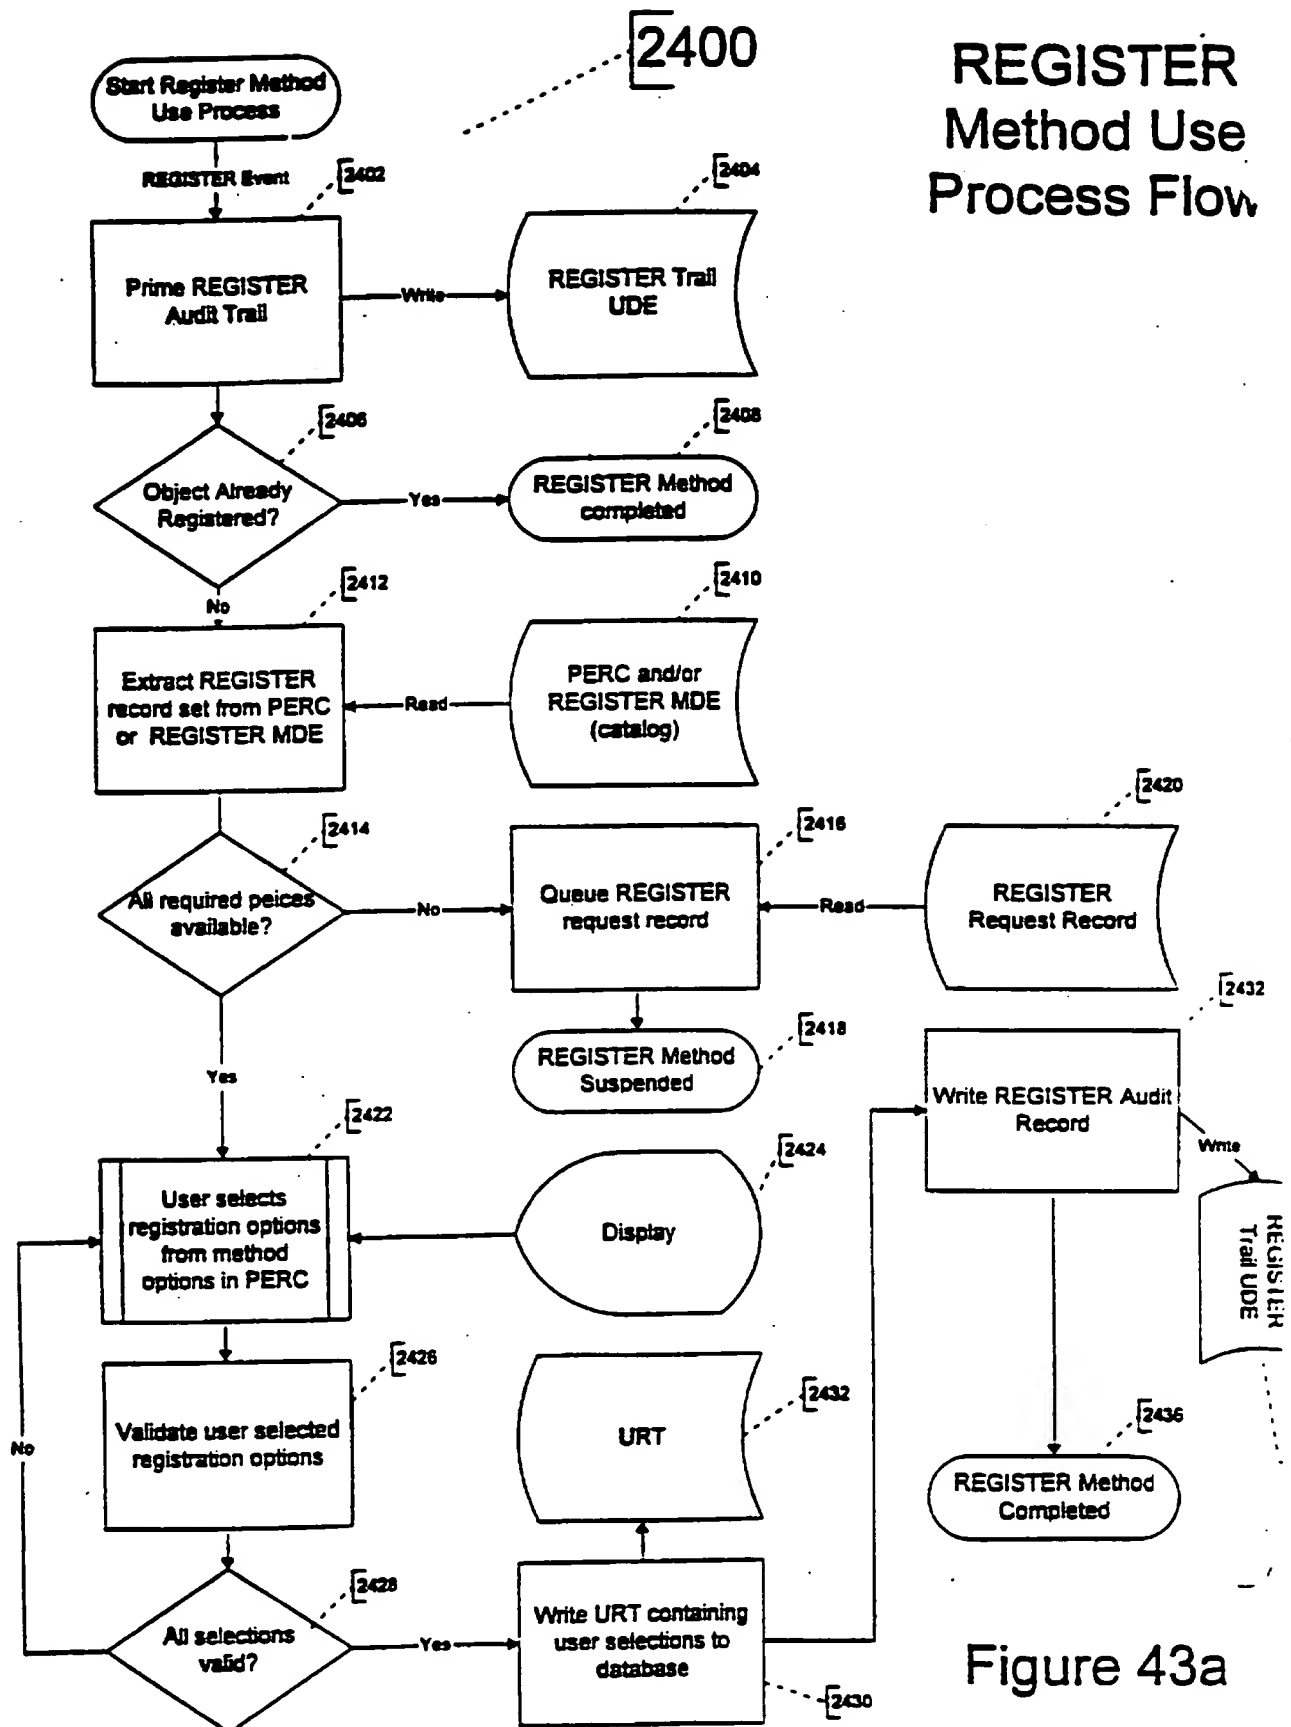 2400
REGISTER
Method Use
Process Flow
Start Register Method
Use Process
REGISTER Event
2402
2404
Prime REGISTER
Audit Trail
Write
REGISTER Trail
UDE
2406
2408
Object Already
Registered?
Yes
REGISTER Method
completed
No
2412
2410
Extract REGISTER
record set from PERC
or REGISTER MDE
Read
PERC and/or
REGISTER MDE
(catalog)
2414
2416
2420
All required peices
available?
No
Queue REGISTER
request record
Read
REGISTER
Request Record
2418
REGISTER Method
Suspended
2432
Write REGISTER Audit
Record
Write
REGISTER
Trail UDE
Yes
2422
2424
User selects
registration options
from method
options in PERC
Display
2426
2432
Validate user selected
registration options
URT
No
2436
REGISTER Method
Completed
2428
All selections
valid?
Yes
Write URT containing
user selections to
database
2430
Figure 43a